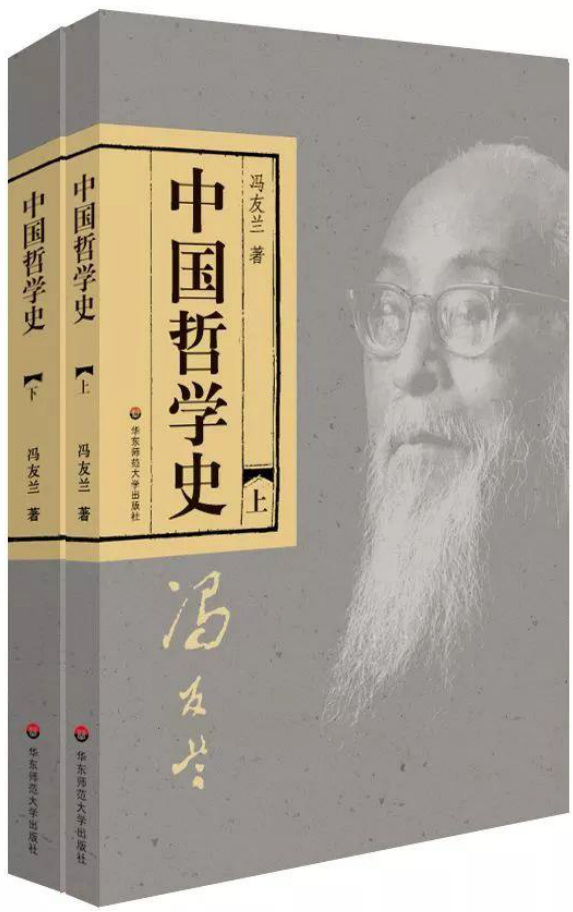 中国哲学史
下
冯友兰 著
华东师范大学出版社
中国哲学史
上
冯友兰 著
华东师范大学出版社
冯友兰 著
中国哲学史
上
华东师范大学出版社
冯友兰